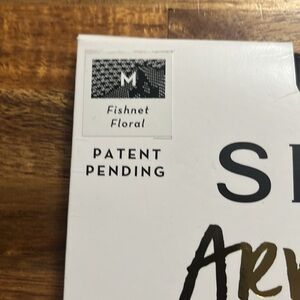 M
Fishnet
Floral
PATENT
PENDING